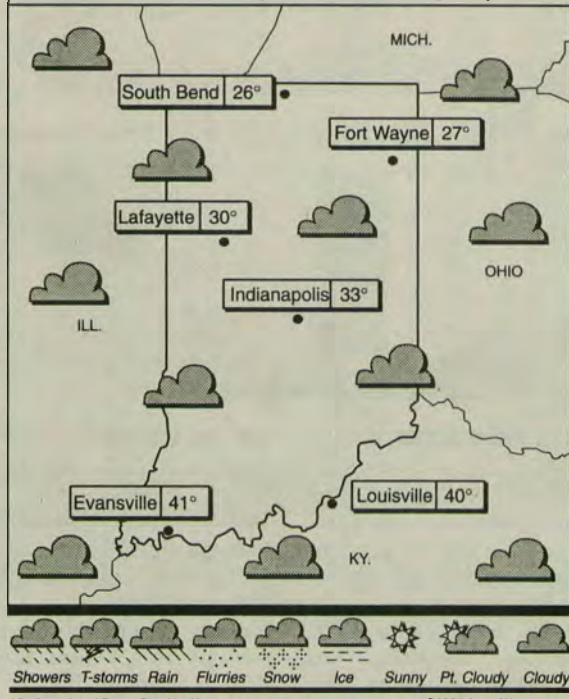 MICH.
South Bend 26°
Fort Wayne 27°
Lafayette 30°
OHIO
Indianapolis 33°
ILL.
Evansville 41°
Louisville 40°
KY.
Showers T-storms Rain Flurries Snow Ice Sunny Pt. Cloudy Cloudy